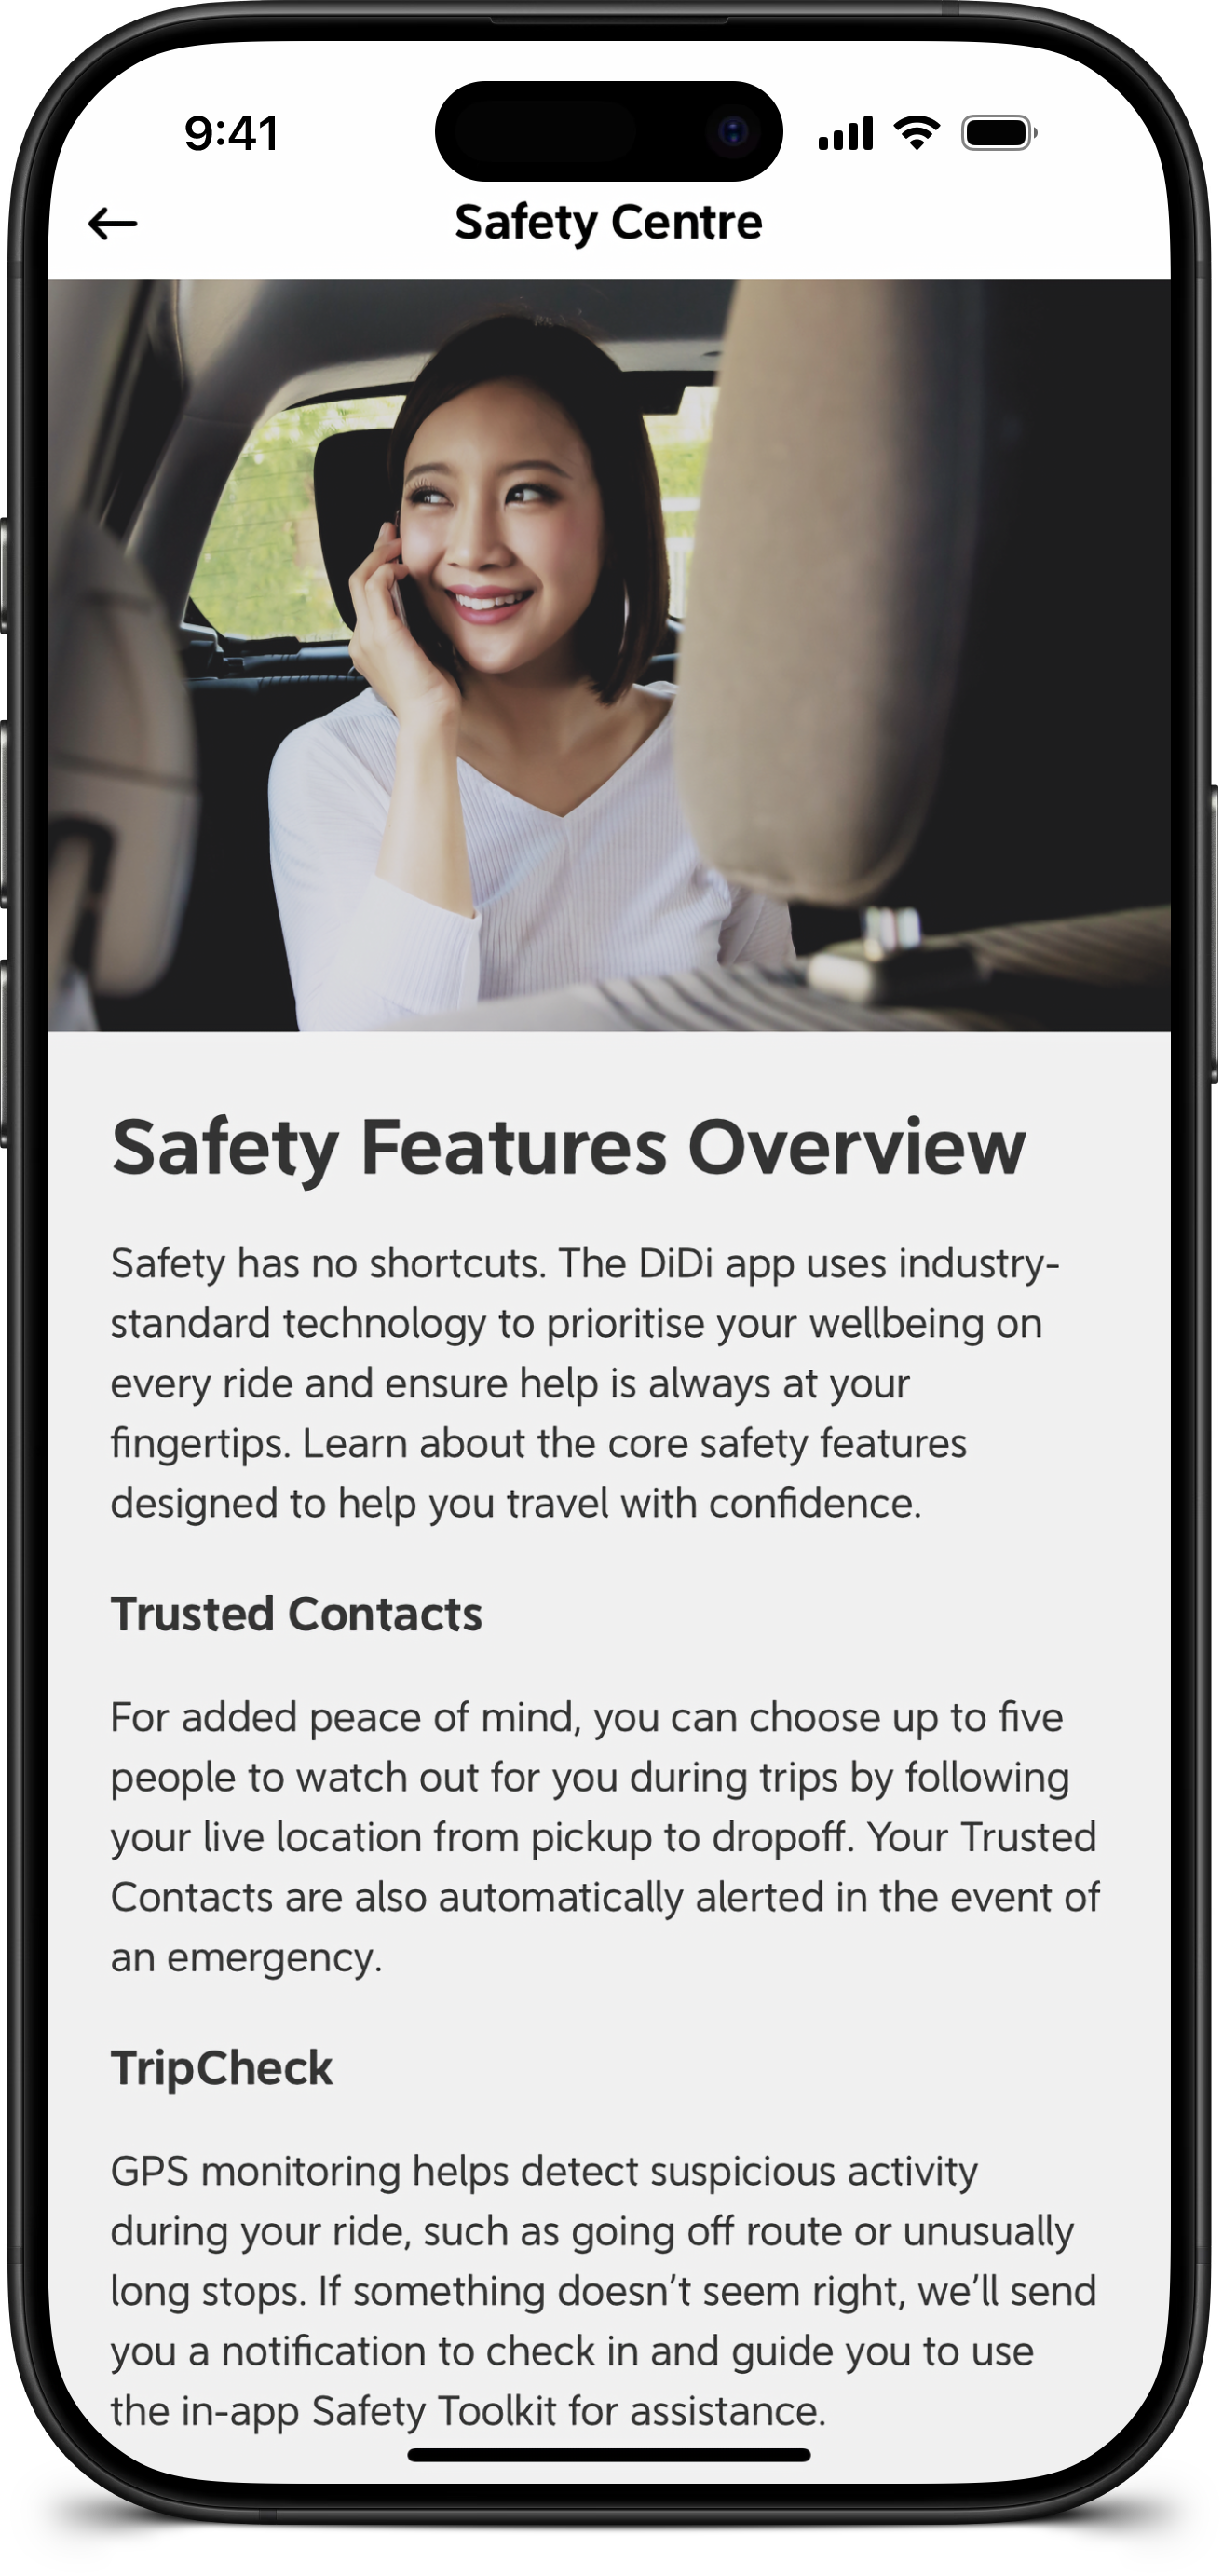 9:41
Safety Centre
Safety Features Overview
Safety has no shortcuts. The DiDi app uses industry-
standard technology to prioritise your wellbeing on
every ride and ensure help is always at your
fingertips. Learn about the core safety features
designed to help you travel with confidence.
Trusted Contacts
For added peace of mind, you can choose up to five
people to watch out for you during trips by following
your live location from pickup to dropoff. Your Trusted
Contacts are also automatically alerted in the event of
an emergency.
TripCheck
GPS monitoring helps detect suspicious activity
during your ride, such as going off route or unusually
long stops. If something doesn’t seem right, we’ll send
you a notification to check in and guide you to use
the in-app Safety Toolkit for assistance.